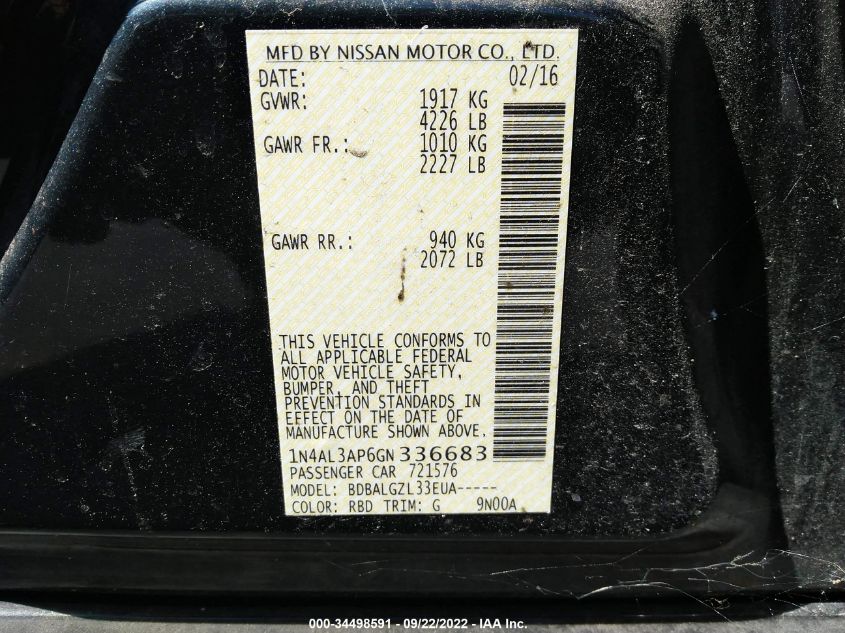 MFD BY NISSAN MOTOR CO., LTD.
DATE: 02/16
GVWR: 1917 KG
4226 LB
GAWR FR.: 1010 KG
2227 LB
GAWR RR.: 940 KG
2072 LB
THIS VEHICLE CONFORMS TO
ALL APPLICABLE FEDERAL
MOTOR VEHICLE SAFETY,
BUMPER, AND THEFT
PREVENTION STANDARDS IN
EFFECT ON THE DATE OF
MANUFACTURE SHOWN ABOVE.
1N4AL3AP6GN336683
PASSENGER CAR 721576
MODEL: BDBALGZL33EUA-----
COLOR: RBD TRIM: G 9N00A
000-34498591 - 09/22/2022 - IAA Inc.